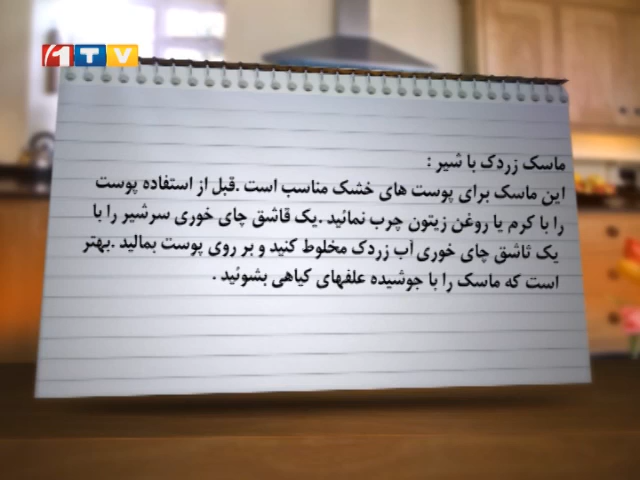 1TV
ماسک زردک با شیر :
این ماسک برای پوست های خشک مناسب است .قبل از استفاده پوست
را با کرم یا روغن زیتون چرب نمائید .یک قاشق چای خوری سرشیر را با
یک ثاشق چای خوری آب زردک مخلوط کنید و بر روی پوست بمالید .بهتر
است که ماسک را با جوشیده علفهای کیاهی بشوئید .